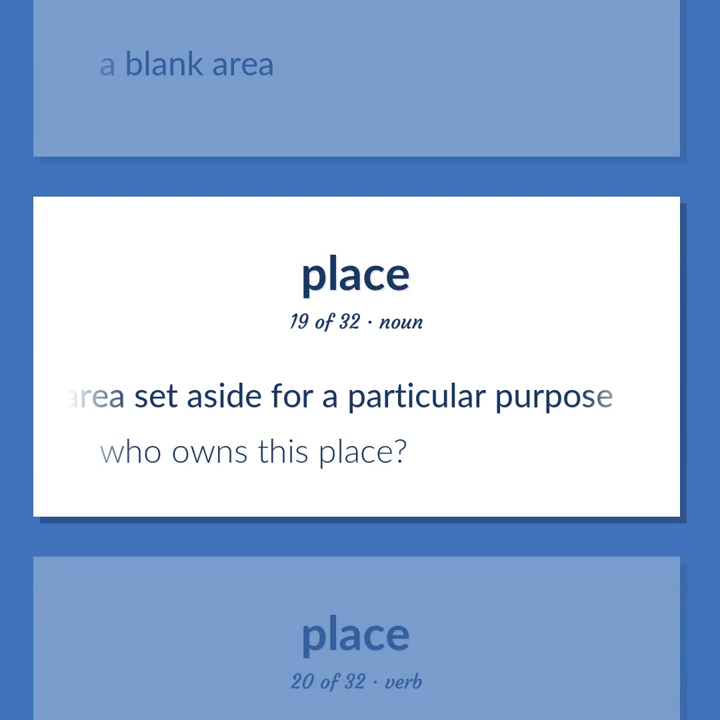 a blank area
place
19 of 32 · noun
area set aside for a particular purpose
who owns this place?
place
20 of 32 · verb